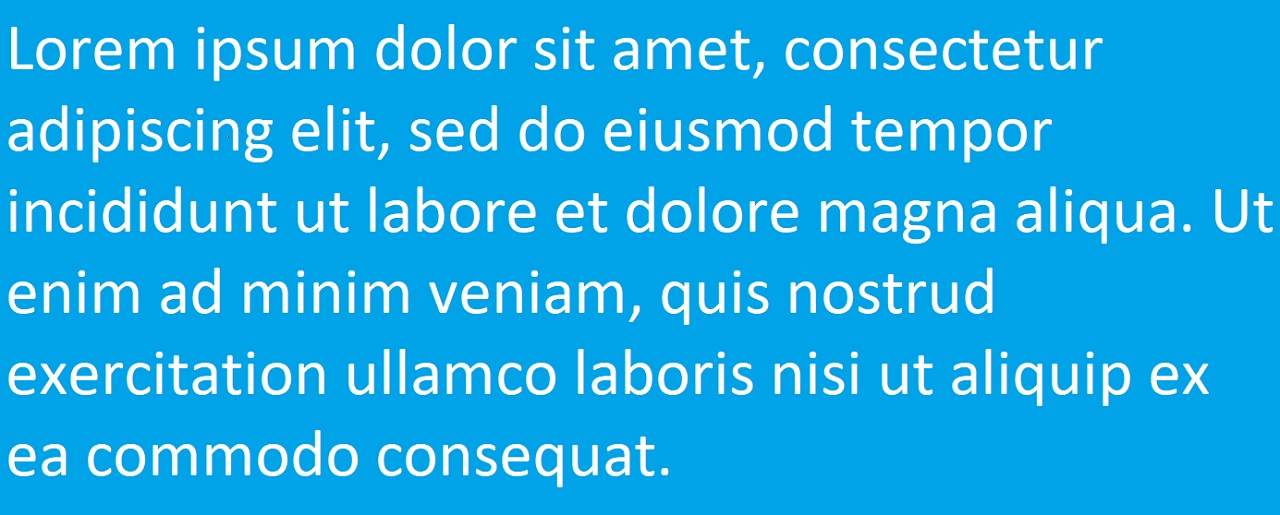 Lorem ipsum dolor sit amet, consectetur
adipiscing elit, sed do eiusmod tempor
incididunt ut labore et dolore magna aliqua. Ut
enim ad minim veniam, quis nostrud
exercitation ullamco laboris nisi ut aliquip ex
ea commodo consequat.